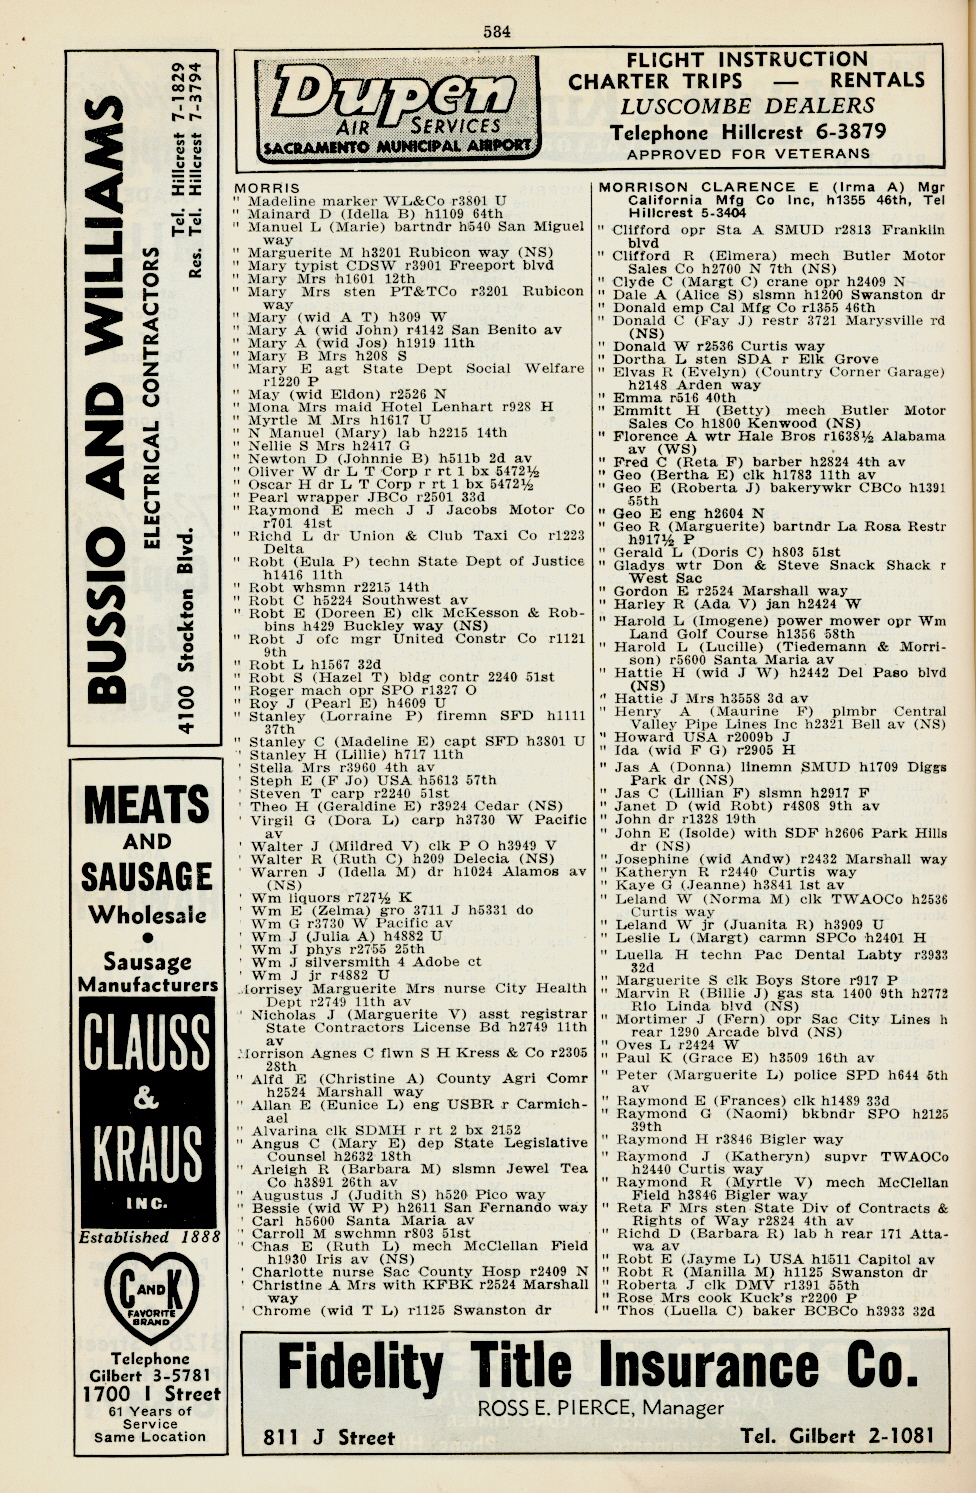 584
BUSSIO AND WILLIAMS
ELECTRICAL CONTRACTORS
4100 Stockton Blvd.
Tel. Hillcrest 7-1829
Res. Tel. Hillcrest 7-3794
MEATS
AND
SAUSAGE
Wholesale
•
Sausage
Manufacturers
CLAUSS
&
KRAUS
INC.
Established 1888
C AND K
FAVORITE
BRAND
Telephone
Gilbert 3-5781
1700 I Street
61 Years of
Service
Same Location
Dupen
AIR SERVICES
SACRAMENTO MUNICIPAL AIRPORT
FLIGHT INSTRUCTION
CHARTER TRIPS — RENTALS
LUSCOMBE DEALERS
Telephone Hillcrest 6-3879
APPROVED FOR VETERANS
MORRIS
" Madeline marker WL&Co r3801 U
" Mainard D (Idella B) h1109 64th
" Manuel L (Marie) bartndr h540 San Miguel
way
" Marguerite M h3201 Rubicon way (NS)
" Mary typist CDSW r3901 Freeport blvd
" Mary Mrs h1601 12th
" Mary Mrs sten PT&TCo r3201 Rubicon
way
" Mary (wid A T) h309 W
" Mary A (wid John) r4142 San Benito av
" Mary A (wid Jos) h1919 11th
" Mary B Mrs h208 S
" Mary E agt State Dept Social Welfare
r1220 P
" May (wid Eldon) r2526 N
" Mona Mrs maid Hotel Lenhart r928 H
" Myrtle M Mrs h1617 U
" N Manuel (Mary) lab h2215 14th
" Nellie S Mrs h2417 G
" Newton D (Johnnie B) h511b 2d av
" Oliver W dr L T Corp r rt 1 bx 5472½
" Oscar H dr L T Corp r rt 1 bx 5472½
" Pearl wrapper JBCo r2501 33d
" Raymond E mech J J Jacobs Motor Co
r701 41st
" Richd L dr Union & Club Taxi Co r1223
Delta
" Robt (Eula P) techn State Dept of Justice
h1416 11th
" Robt whsmn r2215 14th
" Robt C h5224 Southwest av
" Robt E (Doreen E) clk McKesson & Rob-
bins h429 Buckley way (NS)
" Robt J ofc mgr United Constr Co r1121
9th
" Robt L h1567 32d
" Robt S (Hazel T) bldg contr 2240 51st
" Roger mach opr SPO r1327 O
" Roy J (Pearl E) h4609 U
" Stanley (Lorraine P) firemn SFD h1111
37th
" Stanley C (Madeline E) capt SFD h3801 U
' Stanley H (Lillie) h717 11th
' Stella Mrs r3960 4th av
' Steph E (F Jo) USA h5613 57th
' Steven T carp r2240 51st
' Theo H (Geraldine E) r3924 Cedar (NS)
' Virgil G (Dora L) carp h3730 W Pacific
av
' Walter J (Mildred V) clk P O h3949 V
' Walter R (Ruth C) h209 Delecia (NS)
' Warren J (Idella M) dr h1024 Alamos av
(NS)
' Wm liquors r727½ K
' Wm E (Zelma) gro 3711 J h5331 do
' Wm G r3730 W Pacific av
' Wm J (Julia A) h4882 U
' Wm J phys r2755 25th
' Wm J silversmith 4 Adobe ct
' Wm J jr r4882 U
Morrisey Marguerite Mrs nurse City Health
Dept r2749 11th av
" Nicholas J (Marguerite V) asst registrar
State Contractors License Bd h2749 11th
av
Morrison Agnes C flwn S H Kress & Co r2305
28th
" Alfd E (Christine A) County Agri Comr
h2524 Marshall way
" Allan E (Eunice L) eng USBR r Carmich-
ael
" Alvarina clk SDMH r rt 2 bx 2152
" Angus C (Mary E) dep State Legislative
Counsel h2632 18th
" Arleigh R (Barbara M) slsmn Jewel Tea
Co h3891 26th av
" Augustus J (Judith S) h520 Pico way
" Bessie (wid W P) h2611 San Fernando way
" Carl h5600 Santa Maria av
" Carroll M swchmn r803 51st
" Chas E (Ruth L) mech McClellan Field
h1930 Iris av (NS)
' Charlotte nurse Sac County Hosp r2409 N
" Christine A Mrs with KFBK r2524 Marshall
way
' Chrome (wid T L) r1125 Swanston dr
MORRISON CLARENCE E (Irma A) Mgr
California Mfg Co Inc, h1355 46th, Tel
Hillcrest 5-3404
" Clifford opr Sta A SMUD r2813 Franklin
blvd
" Clifford R (Elmera) mech Butler Motor
Sales Co h2700 N 7th (NS)
" Clyde C (Margt C) crane opr h2409 N
" Dale A (Alice S) slsmn h1200 Swanston dr
" Donald emp Cal Mfg Co r1355 46th
" Donald C (Fay J) restr 3721 Marysville rd
(NS)
" Donald W r2536 Curtis way
" Dortha L sten SDA r Elk Grove
" Elvas R (Evelyn) (Country Corner Garage)
h2148 Arden way
" Emma r516 40th
" Emmitt H (Betty) mech Butler Motor
Sales Co h1800 Kenwood (NS)
" Florence A wtr Hale Bros r1638½ Alabama
av (WS)
" Fred C (Reta F) barber h2824 4th av
" Geo (Bertha E) clk h1783 11th av
" Geo E (Roberta J) bakerywkr CBCo h1391
55th
" Geo E eng h2604 N
" Geo R (Marguerite) bartndr La Rosa Restr
h917½ P
" Gerald L (Doris C) h803 51st
" Gladys wtr Don & Steve Snack Shack r
West Sac
" Gordon E r2524 Marshall way
" Harley R (Ada V) jan h2424 W
" Harold L (Imogene) power mower opr Wm
Land Golf Course h1356 58th
" Harold L (Lucille) (Tiedemann & Morri-
son) r5600 Santa Maria av
" Hattie H (wid J W) h2442 Del Paso blvd
(NS)
" Hattie J Mrs h3558 3d av
" Henry A (Maurine F) plmbr Central
Valley Pipe Lines Inc h2321 Bell av (NS)
" Howard USA r2009b J
" Ida (wid F G) r2905 H
" Jas A (Donna) linemn SMUD h1709 Diggs
Park dr (NS)
" Jas C (Lillian F) slsmn h2917 F
" Janet D (wid Robt) r4808 9th av
" John dr r1328 19th
" John E (Isolde) with SDF h2606 Park Hills
dr (NS)
" Josephine (wid Andw) r2432 Marshall way
" Katheryn R r2440 Curtis way
" Kaye G (Jeanne) h3841 1st av
" Leland W (Norma M) clk TWAOCo h2536
Curtis way
" Leland W jr (Juanita R) h3909 U
" Leslie L (Margt) carmn SPCo h2401 H
" Luella H techn Pac Dental Labty r3933
32d
" Marguerite S clk Boys Store r917 P
" Marvin R (Billie J) gas sta 1400 9th h2772
Rio Linda blvd (NS)
" Mortimer J (Fern) opr Sac City Lines h
rear 1290 Arcade blvd (NS)
" Oves L r2424 W
" Paul K (Grace E) h3509 16th av
" Peter (Marguerite L) police SPD h644 5th
av
" Raymond E (Frances) clk h1489 33d
" Raymond G (Naomi) bkbndr SPO h2125
39th
" Raymond H r3846 Bigler way
" Raymond J (Katheryn) supvr TWAOCo
h2440 Curtis way
" Raymond R (Myrtle V) mech McClellan
Field h3846 Bigler way
" Reta F Mrs sten State Div of Contracts &
Rights of Way r2824 4th av
" Richd D (Barbara R) lab h rear 171 Atta-
wa av
" Robt E (Jayme L) USA h1511 Capitol av
" Robt R (Manilla M) h1125 Swanston dr
" Roberta J clk DMV r1391 55th
" Rose Mrs cook Kuck's r2200 P
" Thos (Luella C) baker BCBCo h3933 32d
Fidelity Title Insurance Co.
ROSS E. PIERCE, Manager
811 J Street
Tel. Gilbert 2-1081